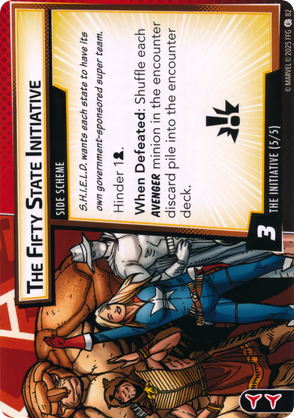 THE FIFTY STATE INITIATIVE
SIDE SCHEME
S.H.I.E.L.D. wants each state to have its
own government-sponsored super team.
Hinder 1.
When Defeated: Shuffle each
AVENGER minion in the encounter
discard pile into the encounter
deck.
3
THE INITIATIVE (5/5)
© MARVEL © 2025 FFG 82